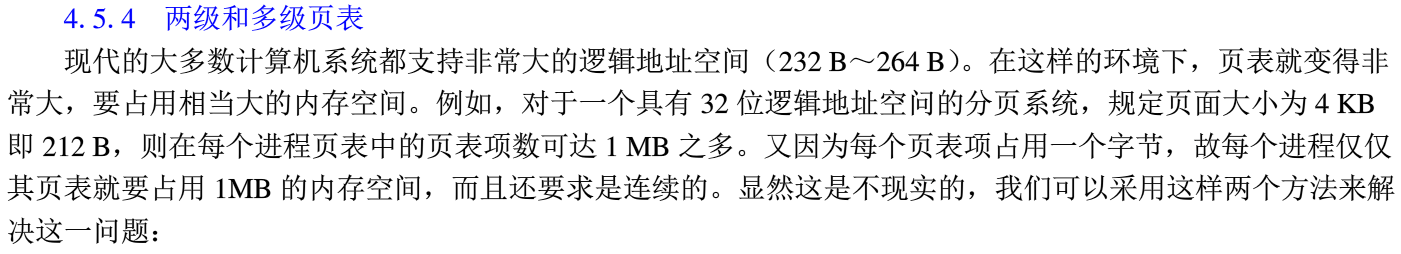 4.5.4 两级和多级页表
现代的大多数计算机系统都支持非常大的逻辑地址空间（232 B～264 B）。在这样的环境下，页表就变得非
常大，要占用相当大的内存空间。例如，对于一个具有 32 位逻辑地址空问的分页系统，规定页面大小为 4 KB
即 212 B，则在每个进程页表中的页表项数可达 1 MB 之多。又因为每个页表项占用一个字节，故每个进程仅仅
其页表就要占用 1MB 的内存空间，而且还要求是连续的。显然这是不现实的，我们可以采用这样两个方法来解
决这一问题：